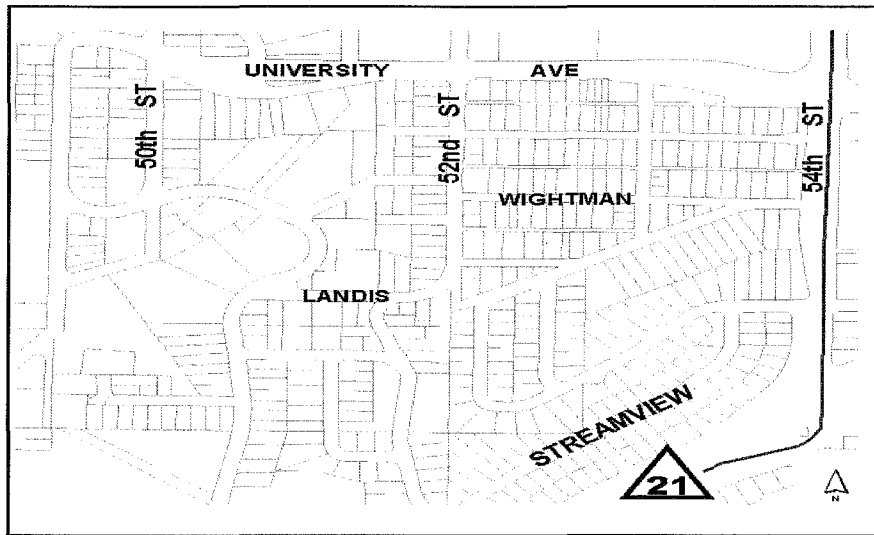 UNIVERSITY AVE
50th ST
52nd ST
54th ST
WIGHTMAN
LANDIS
STREAMVIEW
21
N